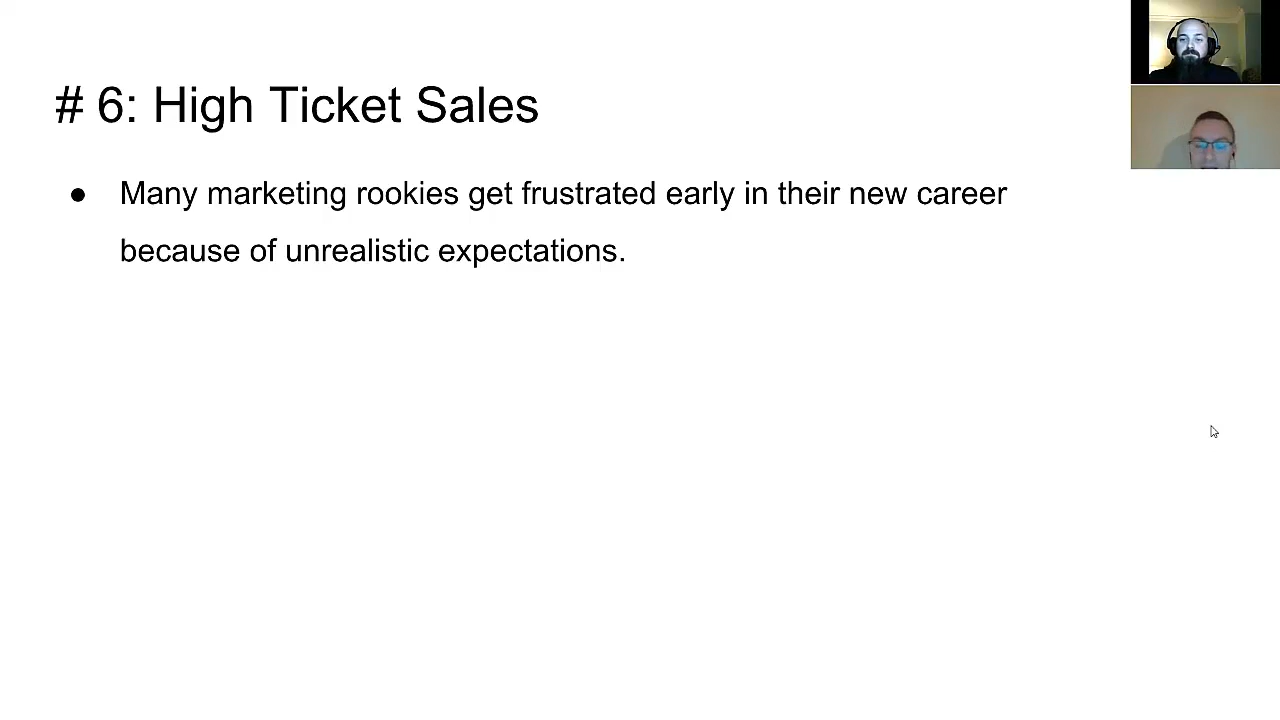 # 6: High Ticket Sales
● Many marketing rookies get frustrated early in their new career
because of unrealistic expectations.